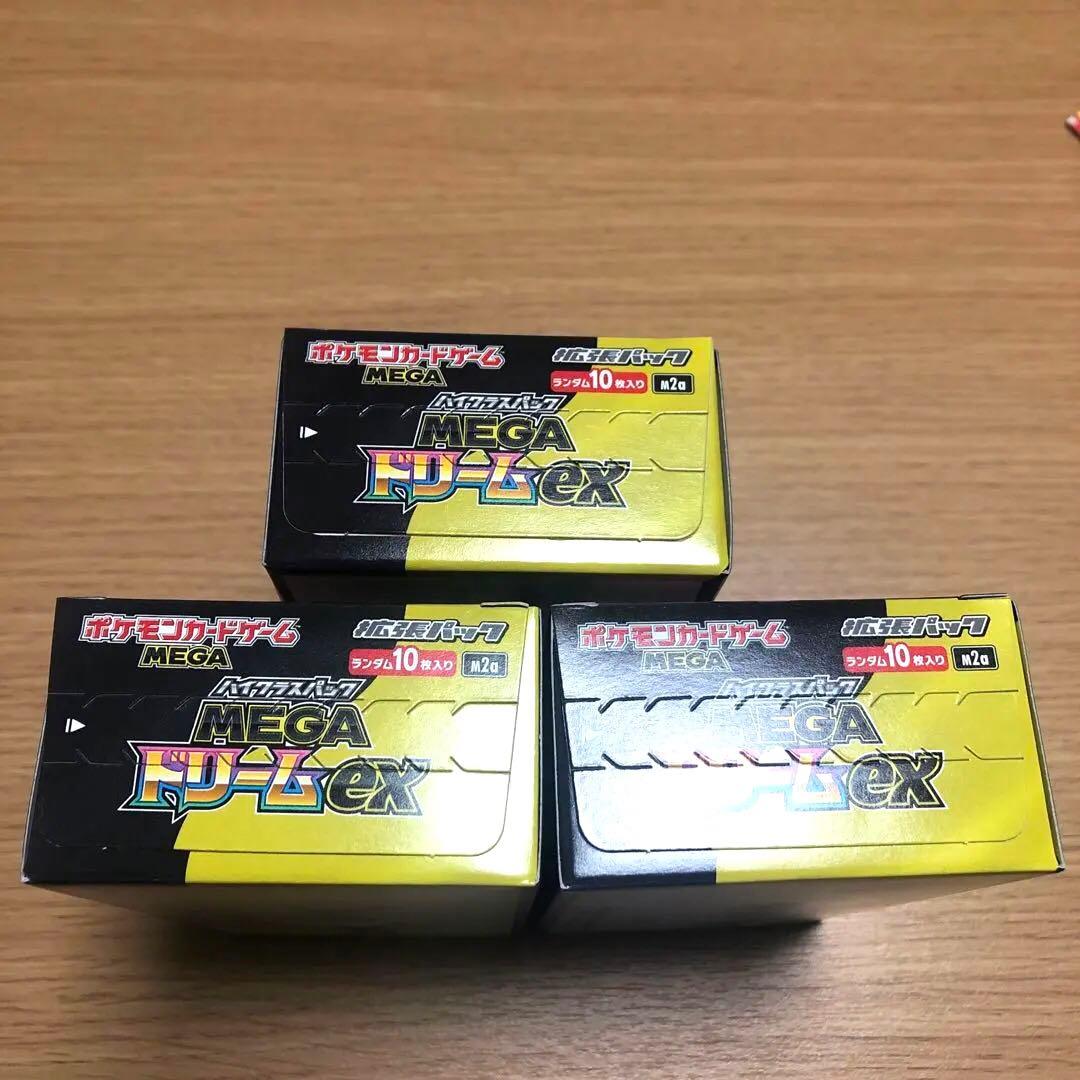 ポケモンカードゲーム
MEGA
拡張パック
ランダム10枚入り M2a
ハイクラスパック
MEGA
ドリームex
ポケモンカードゲーム
MEGA
拡張パック
ランダム10枚入り M2a
ハイクラスパック
MEGA
ドリームex
ポケモンカードゲーム
MEGA
拡張パック
ランダム10枚入り M2a
ハイクラスパック
MEGA
ドリームex